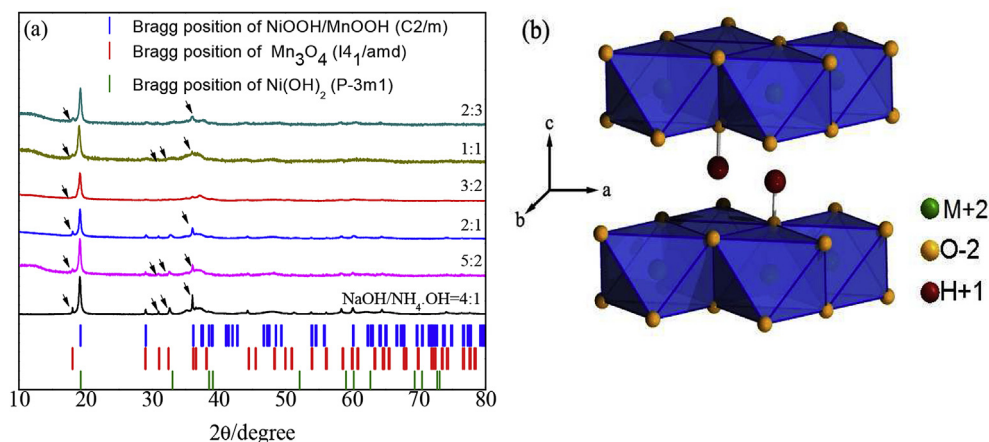 (a)
Bragg position of NiOOH/MnOOH (C2/m)
Bragg position of Mn3O4 (I41/amd)
Bragg position of Ni(OH)2 (P-3m1)
2:3
1:1
3:2
2:1
5:2
NaOH/NH4.OH=4:1
10 20 30 40 50 60 70 80
2θ/degree
(b)
c
a
b
M+2
O-2
H+1